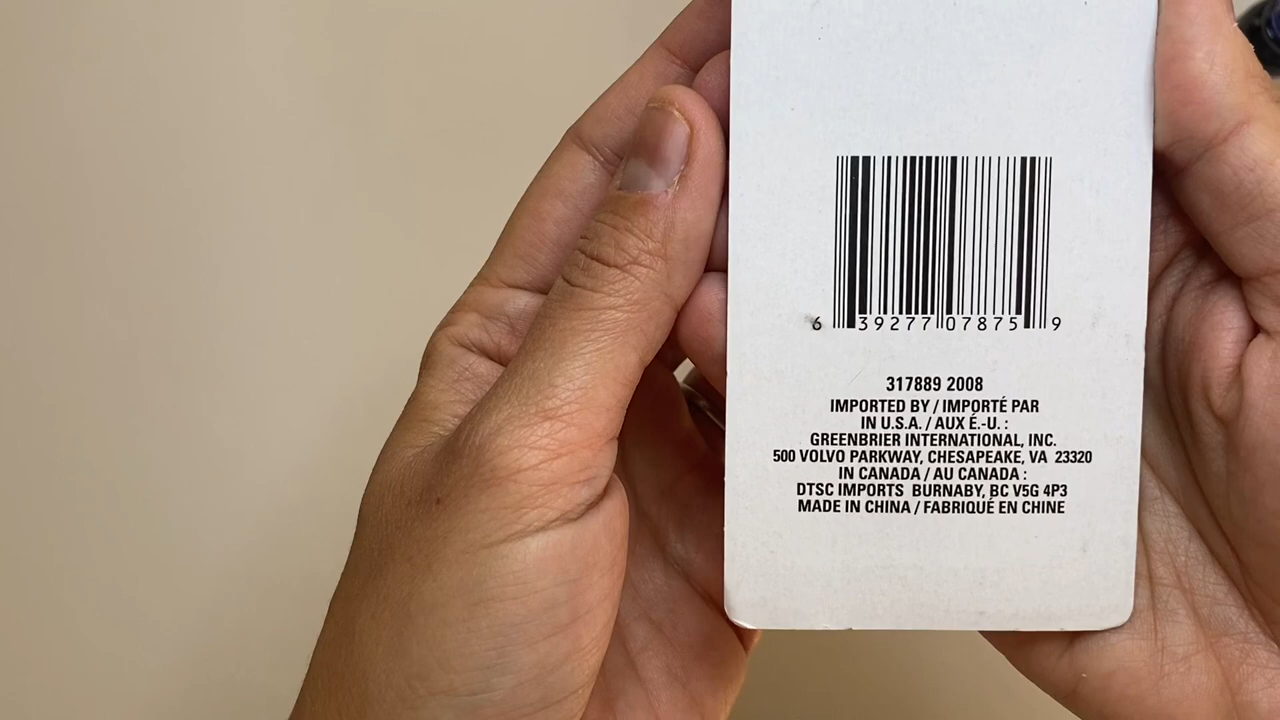 6 39277 07875 9
317889 2008
IMPORTED BY / IMPORTÉ PAR
IN U.S.A. / AUX É.-U. :
GREENBRIER INTERNATIONAL, INC.
500 VOLVO PARKWAY, CHESAPEAKE, VA 23320
IN CANADA / AU CANADA :
DTSC IMPORTS BURNABY, BC V5G 4P3
MADE IN CHINA / FABRIQUÉ EN CHINE